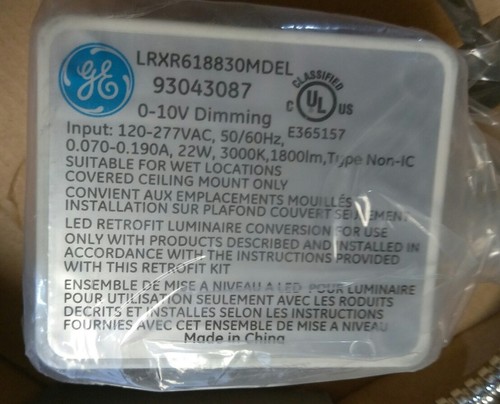 GE
LRXR618830MDEL
93043087
0-10V Dimming
CLASSIFIED
C UL US
E365157
Input: 120-277VAC, 50/60Hz,
0.070-0.190A, 22W, 3000K,1800lm,Type Non-IC
SUITABLE FOR WET LOCATIONS
COVERED CEILING MOUNT ONLY
CONVIENT AUX EMPLACEMENTS MOUILLÉS
INSTALLATION SUR PLAFOND COUVERT SEULEMENT
LED RETROFIT LUMINAIRE CONVERSION FOR USE
ONLY WITH PRODUCTS DESCRIBED AND INSTALLED IN
ACCORDANCE WITH THE INSTRUCTIONS PROVIDED
WITH THIS RETROFIT KIT
ENSEMBLE DE MISE A NIVEAU A LED POUR LUMINAIRE
POUR UTILISATION SEULEMENT AVEC LES RODUITS
DECRITS ET INSTALLES SELON LES INSTRUCTIONS
FOURNIES AVEC CET ENSEMBLE DE MISE A NIVEAU
Made in China